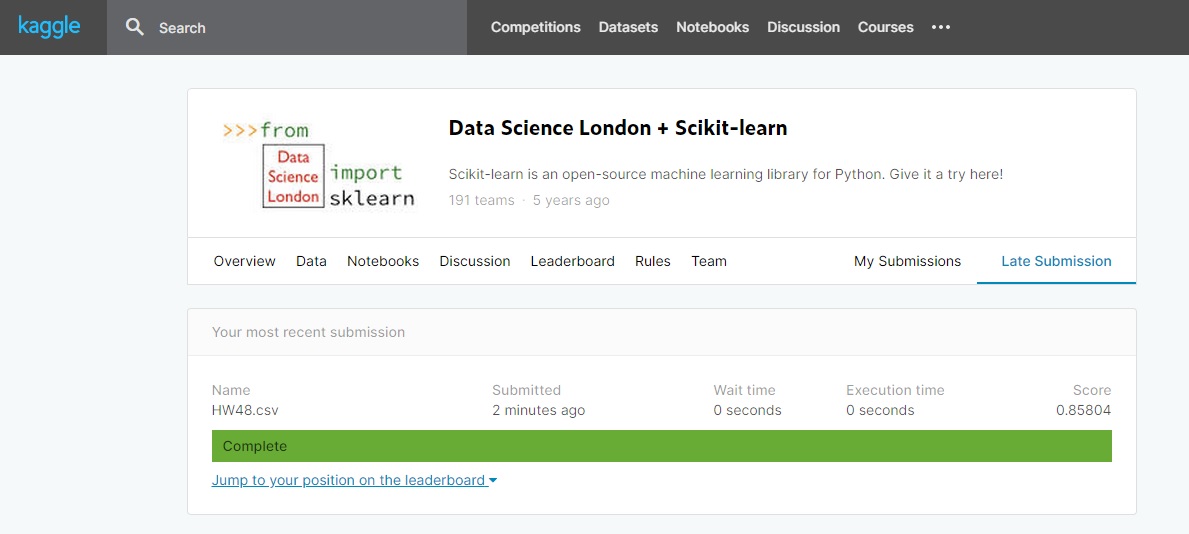 kaggle
Search
Competitions Datasets Notebooks Discussion Courses •••
>>>from
Data
Science
London
import
sklearn
Data Science London + Scikit-learn
Scikit-learn is an open-source machine learning library for Python. Give it a try here!
191 teams · 5 years ago
Overview Data Notebooks Discussion Leaderboard Rules Team My Submissions Late Submission
Your most recent submission
Name Submitted Wait time Execution time Score
HW48.csv 2 minutes ago 0 seconds 0 seconds 0.85804
Complete
Jump to your position on the leaderboard